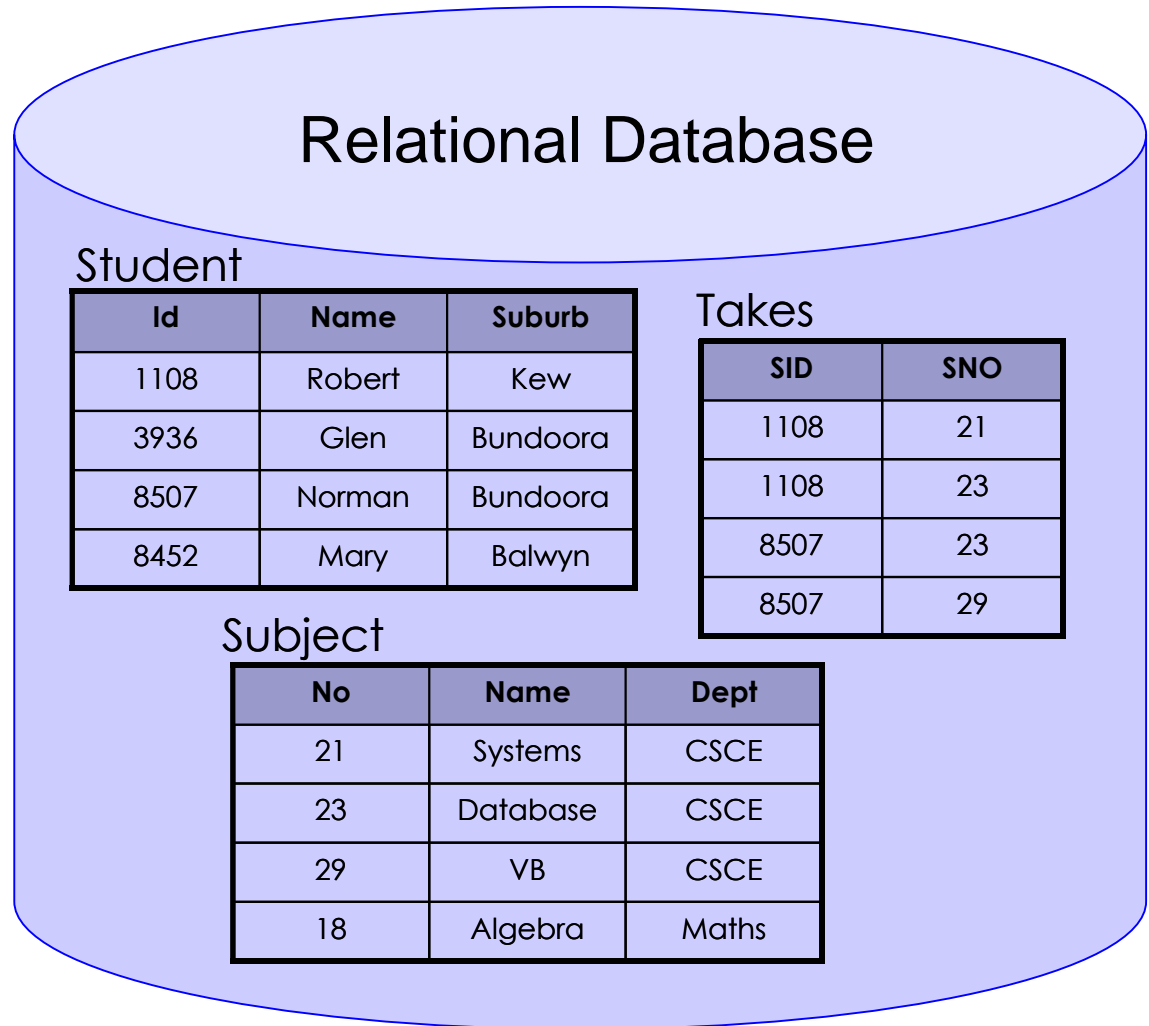 Relational Database
Student
Id Name Suburb
1108 Robert Kew
3936 Glen Bundoora
8507 Norman Bundoora
8452 Mary Balwyn
Takes
SID SNO
1108 21
1108 23
8507 23
8507 29
Subject
No Name Dept
21 Systems CSCE
23 Database CSCE
29 VB CSCE
18 Algebra Maths